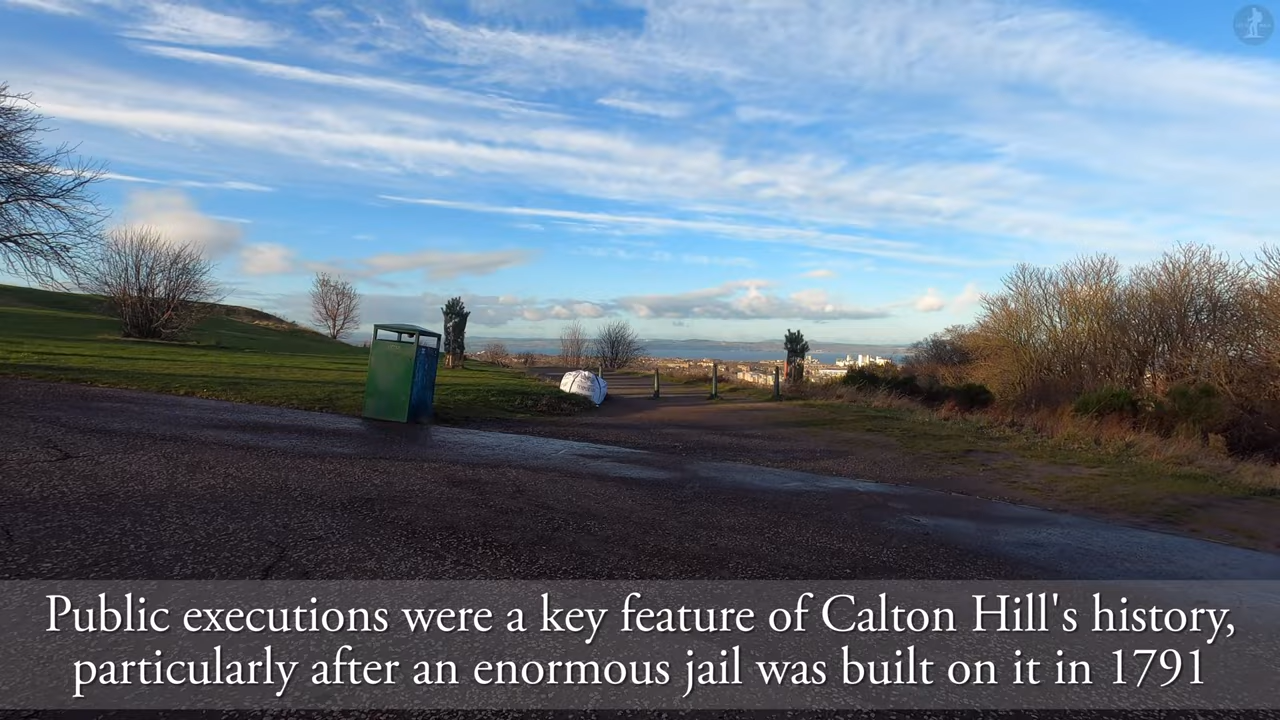 Public executions were a key feature of Calton Hill's history,
particularly after an enormous jail was built on it in 1791